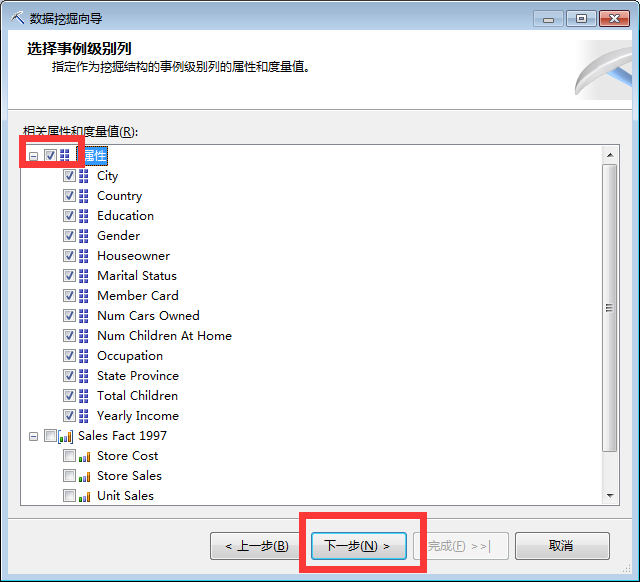 数据挖掘向导
选择事例级别列
指定作为挖掘结构的事例级别列的属性和度量值。
相关属性和度量值(R):
属性
City
Country
Education
Gender
Houseowner
Marital Status
Member Card
Num Cars Owned
Num Children At Home
Occupation
State Province
Total Children
Yearly Income
Sales Fact 1997
Store Cost
Store Sales
Unit Sales
< 上一步(B)
下一步(N) >
完成(F) >>|
取消